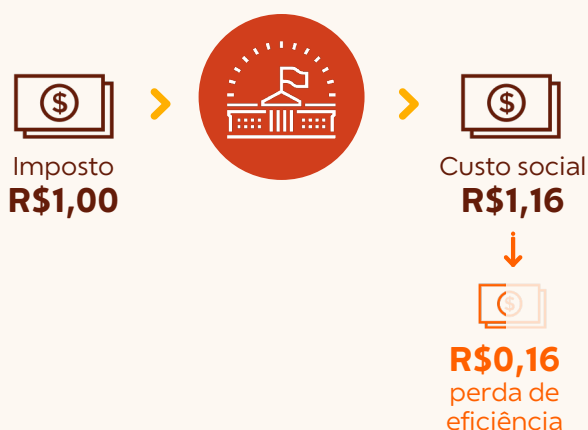 Imposto
R$1,00
Custo social
R$1,16
R$0,16
perda de
eficiência